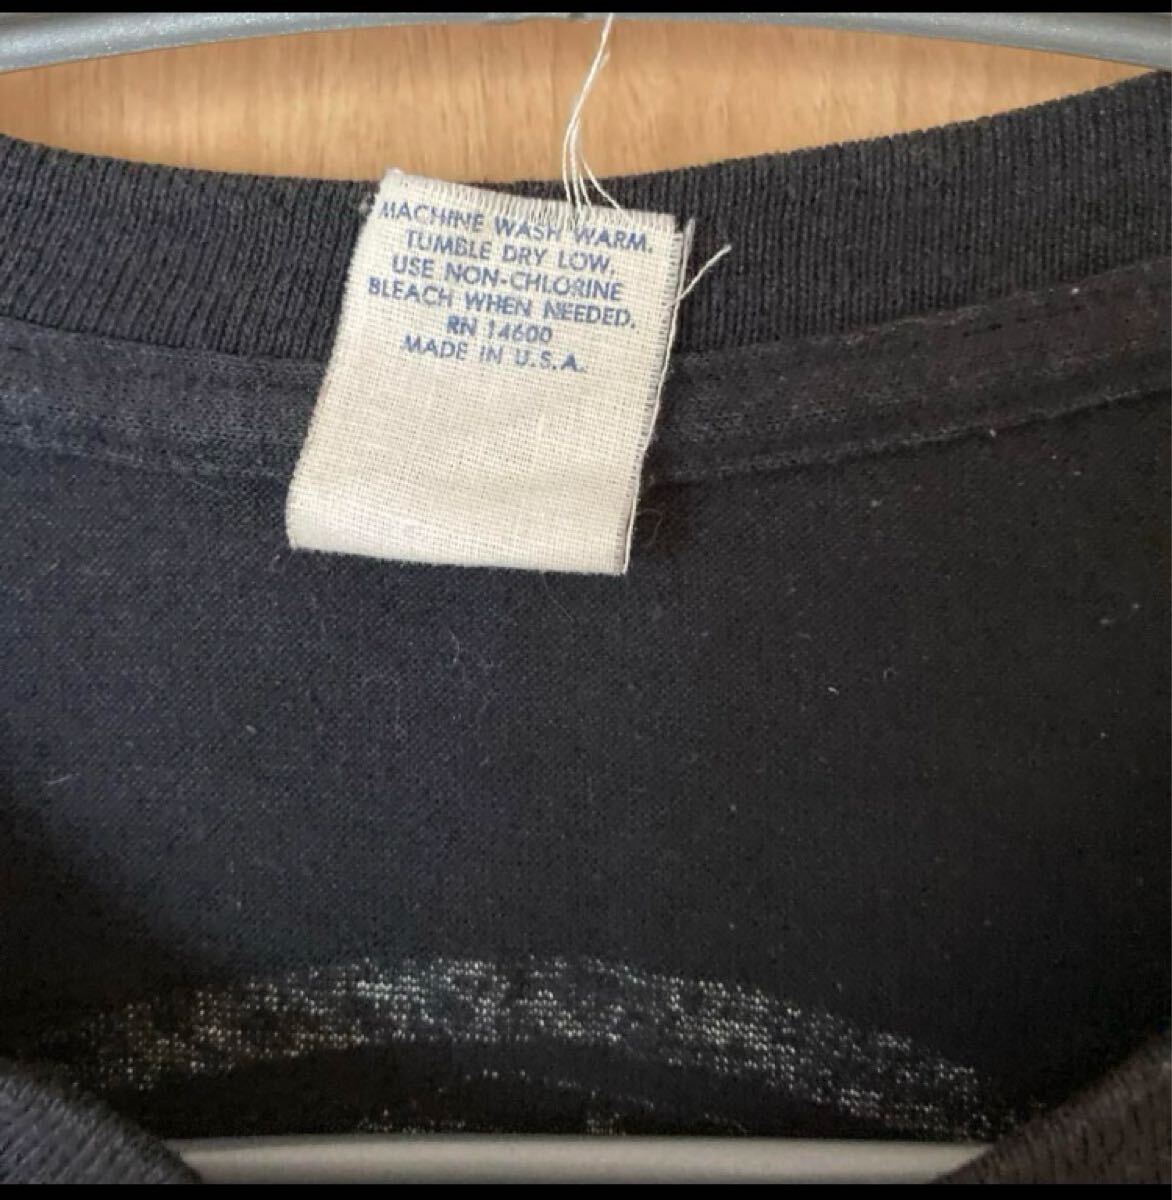 MACHINE WASH WARM.
TUMBLE DRY LOW.
USE NON-CHLORINE
BLEACH WHEN NEEDED.
RN 14600
MADE IN U.S.A.